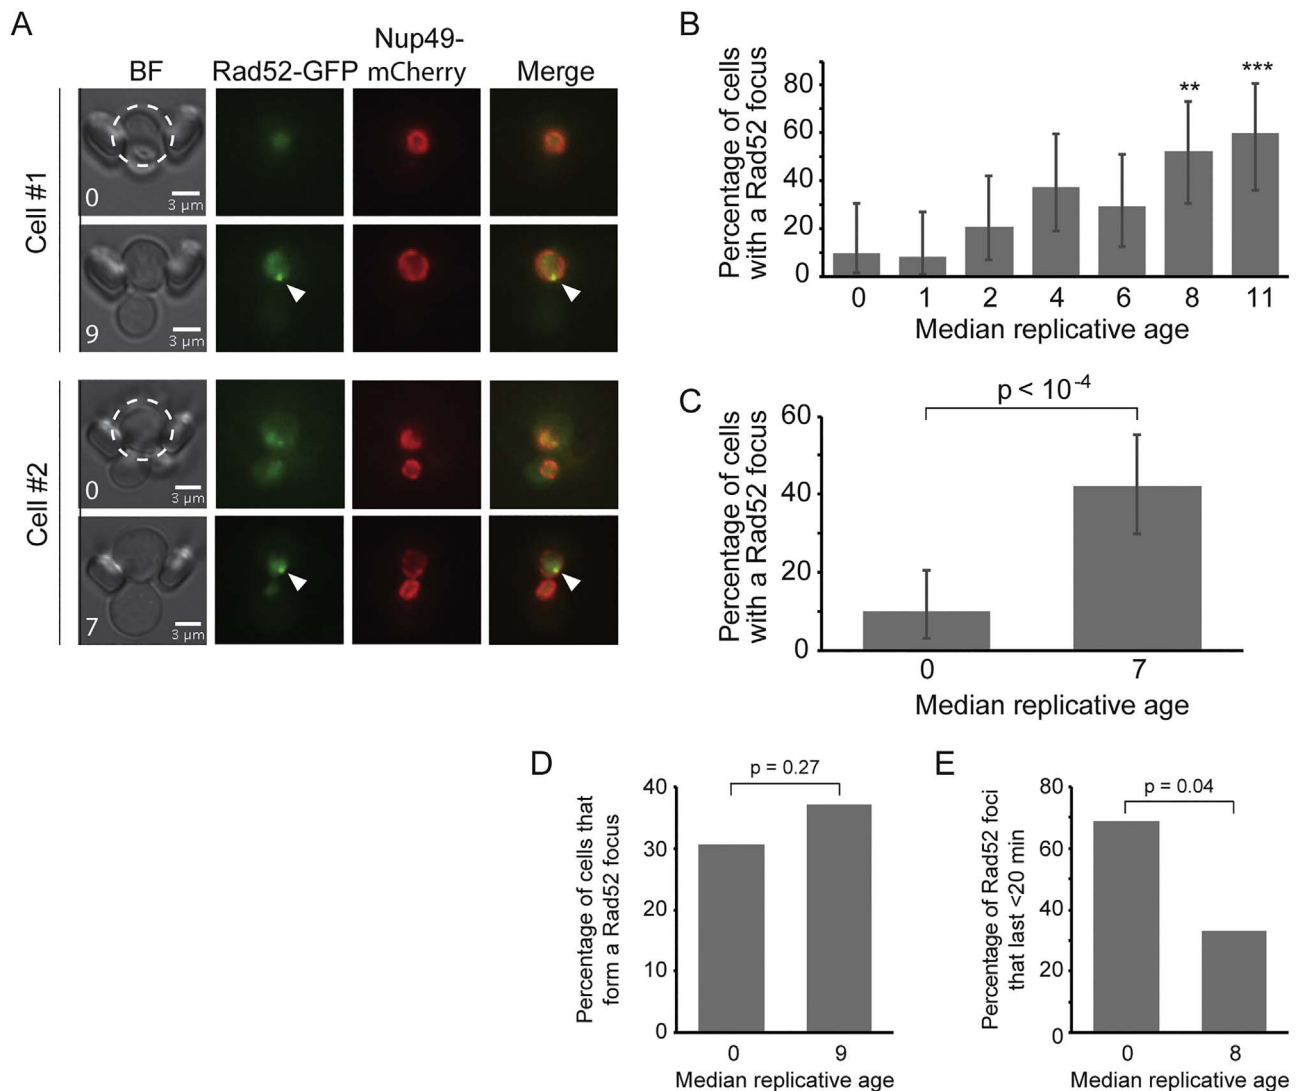 A
BF
Rad52-GFP
Nup49-
mCherry
Merge
Cell #1
0
3 µm
9
3 µm
Cell #2
0
3 µm
7
3 µm
B
Percentage of cells
with a Rad52 focus
80
60
40
20
0
** 
***
0 1 2 4 6 8 11
Median replicative age
C
Percentage of cells
with a Rad52 focus
p < 10-4
60
40
20
0
0 7
Median replicative age
D
Percentage of cells that
form a Rad52 focus
p = 0.27
40
30
20
10
0
0 9
Median replicative age
E
Percentage of Rad52 foci
that last <20 min
p = 0.04
80
60
40
20
0
0 8
Median replicative age